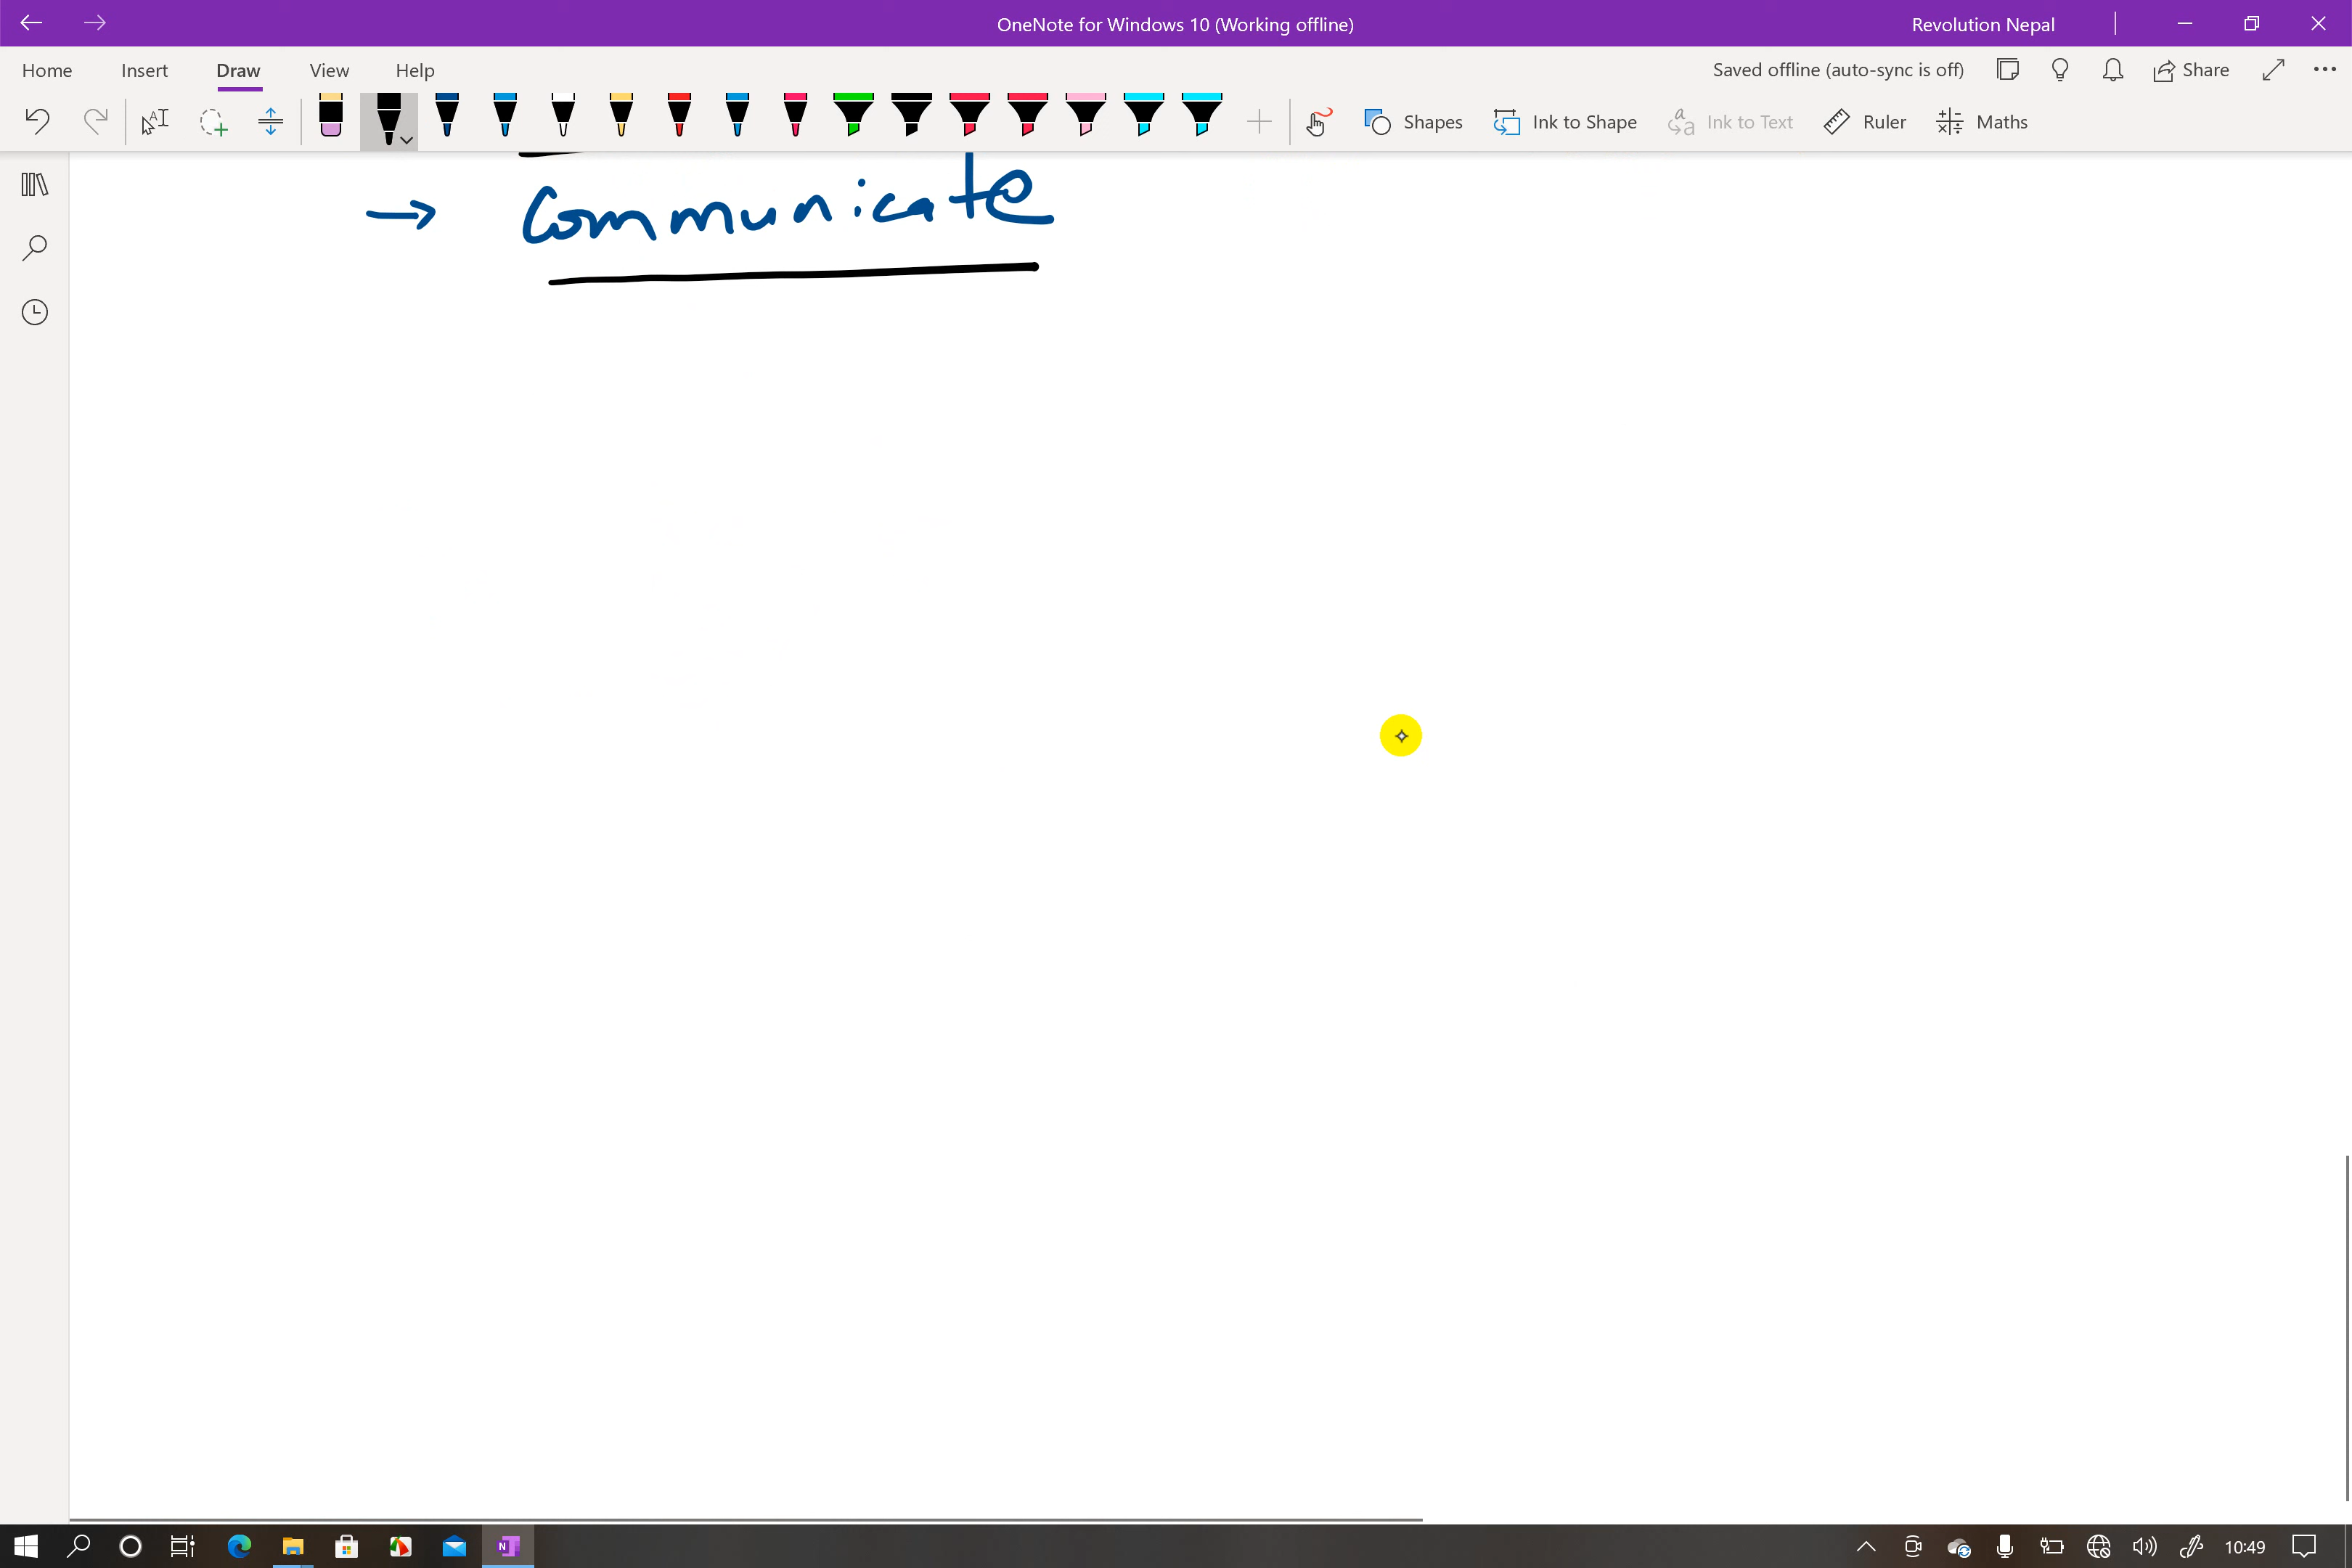 OneNote for Windows 10 (Working offline)
Revolution Nepal
Home Insert Draw View Help
Saved offline (auto-sync is off)
Share
Shapes
Ink to Shape
Ink to Text
Ruler
Maths
→ Communicate
10:49